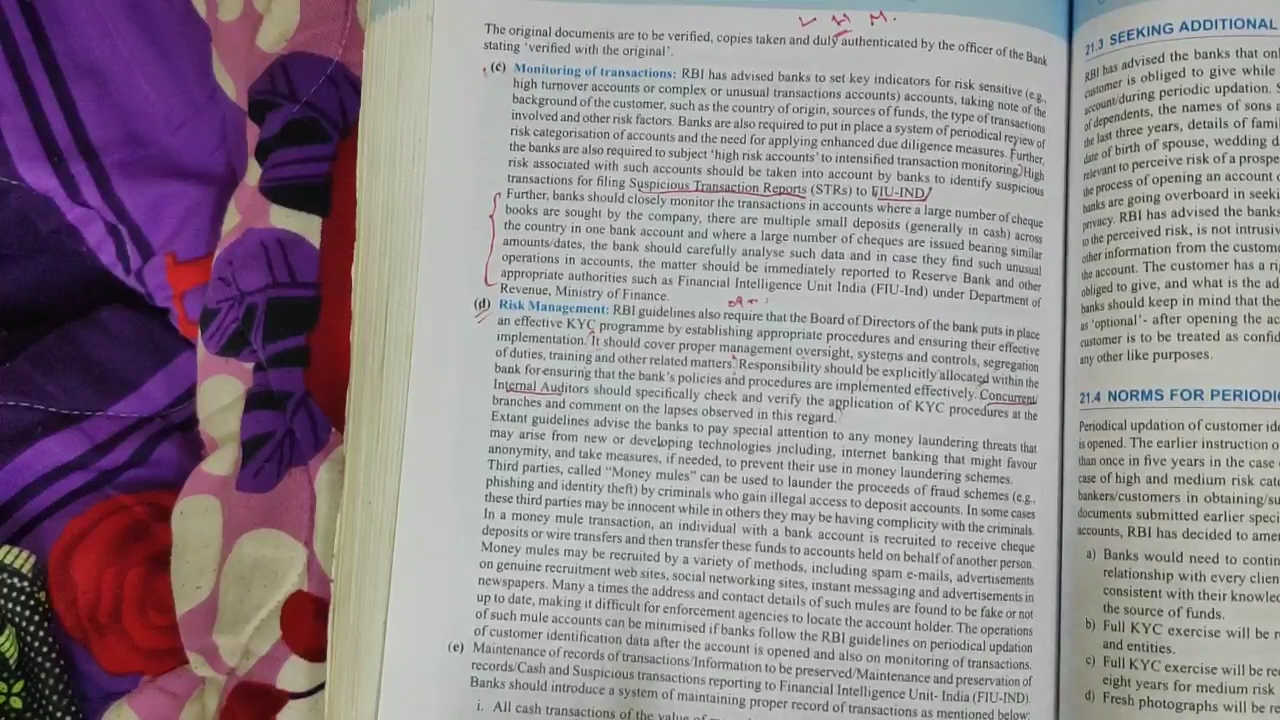 L H M.
The original documents are to be verified, copies taken and duly authenticated by the officer of the Bank
stating 'verified with the original'.
(c) Monitoring of transactions: RBI has advised banks to set key indicators for risk sensitive (e.g.,
high turnover accounts or complex or unusual transactions accounts) accounts, taking note of the
background of the customer, such as the country of origin, sources of funds, the type of transactions
involved and other risk factors. Banks are also required to put in place a system of periodical review of
risk categorisation of accounts and the need for applying enhanced due diligence measures. Further,
the banks are also required to subject 'high risk accounts' to intensified transaction monitoring. High
risk associated with such accounts should be taken into account by banks to identify suspicious
transactions for filing Suspicious Transaction Reports (STRs) to FIU-IND/
Further, banks should closely monitor the transactions in accounts where a large number of cheque
books are sought by the company, there are multiple small deposits (generally in cash) across
the country in one bank account and where a large number of cheques are issued bearing similar
amounts/dates, the bank should carefully analyse such data and in case they find such unusual
operations in accounts, the matter should be immediately reported to Reserve Bank and other
appropriate authorities such as Financial Intelligence Unit India (FIU-Ind) under Department of
Revenue, Ministry of Finance.
(d) Risk Management: RBI guidelines also require that the Board of Directors of the bank puts in place
an effective KYC programme by establishing appropriate procedures and ensuring their effective
implementation. It should cover proper management oversight, systems and controls, segregation
of duties, training and other related matters. Responsibility should be explicitly allocated within the
bank for ensuring that the bank's policies and procedures are implemented effectively. Concurrent/
Internal Auditors should specifically check and verify the application of KYC procedures at the
branches and comment on the lapses observed in this regard.
Extant guidelines advise the banks to pay special attention to any money laundering threats that
may arise from new or developing technologies including, internet banking that might favour
anonymity, and take measures, if needed, to prevent their use in money laundering schemes.
Third parties, called "Money mules" can be used to launder the proceeds of fraud schemes (e.g.,
phishing and identity theft) by criminals who gain illegal access to deposit accounts. In some cases
these third parties may be innocent while in others they may be having complicity with the criminals.
In a money mule transaction, an individual with a bank account is recruited to receive cheque
deposits or wire transfers and then transfer these funds to accounts held on behalf of another person.
Money mules may be recruited by a variety of methods, including spam e-mails, advertisements
on genuine recruitment web sites, social networking sites, instant messaging and advertisements in
newspapers. Many a times the address and contact details of such mules are found to be fake or not
up to date, making it difficult for enforcement agencies to locate the account holder. The operations
of such mule accounts can be minimised if banks follow the RBI guidelines on periodical updation
of customer identification data after the account is opened and also on monitoring of transactions.
(e) Maintenance of records of transactions/Information to be preserved/Maintenance and preservation of
records/Cash and Suspicious transactions reporting to Financial Intelligence Unit- India (FIU-IND).
Banks should introduce a system of maintaining proper record of transactions as mentioned below:
i. All cash transactions of the value of
21.3 SEEKING ADDITIONAL
RBI has advised the banks that on
customer is obliged to give while
account/during periodic updation. S
of dependents, the names of sons
the last three years, details of fami
date of birth of spouse, wedding d
relevant to perceive risk of a prospe
the process of opening an account
banks are going overboard in seeki
privacy. RBI has advised the banks
to the perceived risk, is not intrusiv
other information from the custom
the account. The customer has a ri
obliged to give, and what is the ad
banks should keep in mind that the
as 'optional'- after opening the ac
customer is to be treated as confid
any other like purposes.
21.4 NORMS FOR PERIODI
Periodical updation of customer ide
is opened. The earlier instruction o
than once in five years in the case
case of high and medium risk cate
bankers/customers in obtaining/su
documents submitted earlier speci
accounts, RBI has decided to ame
a) Banks would need to contin
relationship with every clien
consistent with their knowled
the source of funds.
b) Full KYC exercise will be r
and entities.
c) Full KYC exercise will be rec
eight years for medium risk
d) Fresh photographs will be re